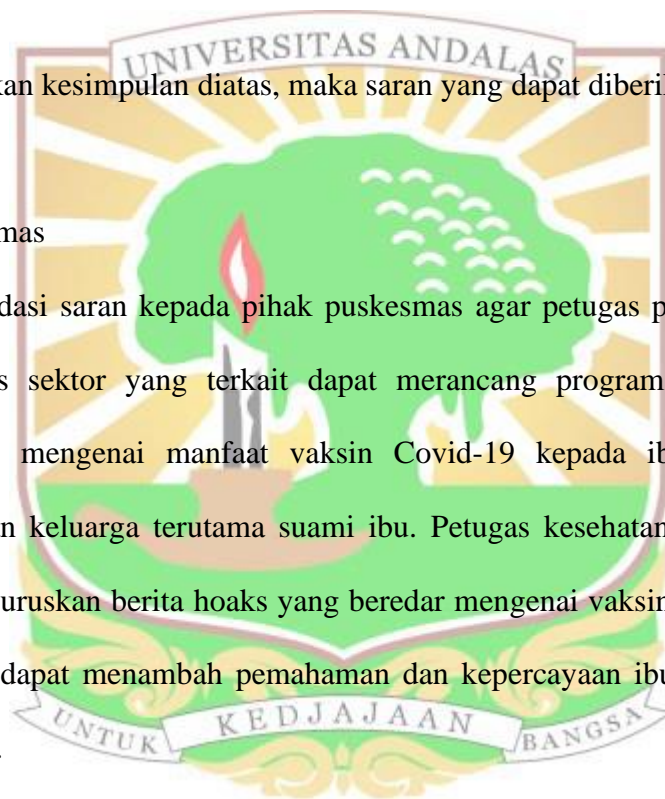 UNIVERSITAS ANDALAS
kan kesimpulan diatas, maka saran yang dapat diberik
mas
dasi saran kepada pihak puskesmas agar petugas p
s sektor yang terkait dapat merancang program
mengenai manfaat vaksin Covid-19 kepada ib
n keluarga terutama suami ibu. Petugas kesehatan
uruskan berita hoaks yang beredar mengenai vaksin
dapat menambah pemahaman dan kepercayaan ibu
UNTUK KEDJAJAAN BANGSA